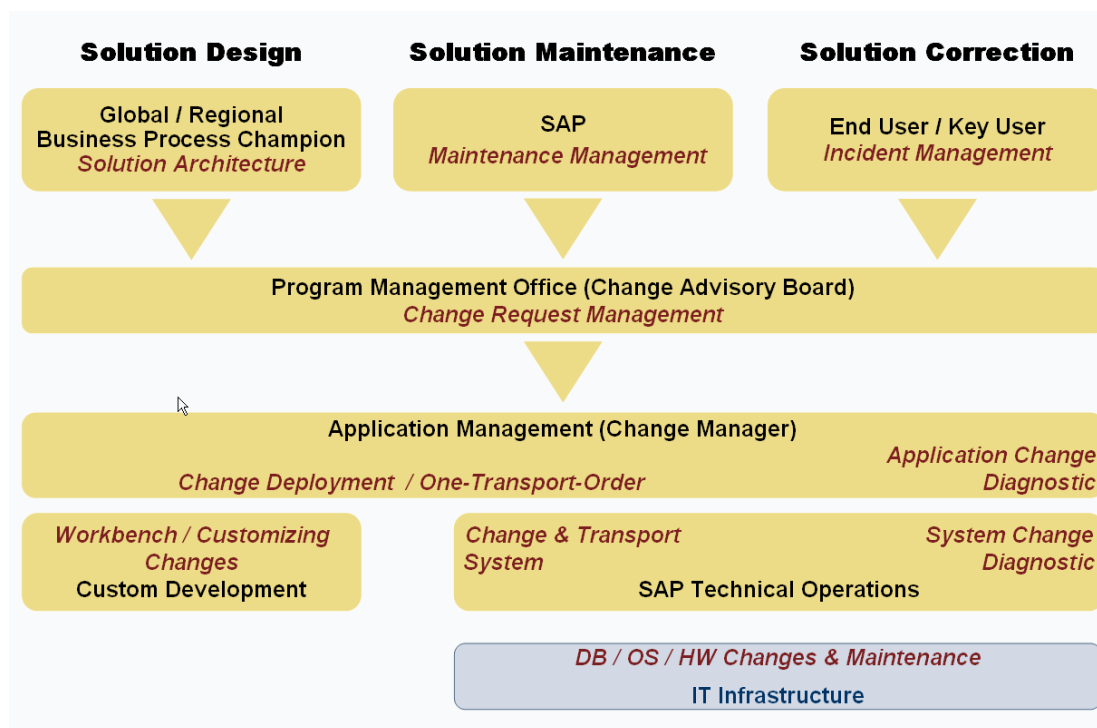 Solution Design
Solution Maintenance
Solution Correction
Global / Regional
Business Process Champion
Solution Architecture
SAP
Maintenance Management
End User / Key User
Incident Management
Program Management Office (Change Advisory Board)
Change Request Management
Application Management (Change Manager)
Change Deployment / One-Transport-Order
Application Change
Diagnostic
Workbench / Customizing
Changes
Custom Development
Change & Transport
System
System Change
Diagnostic
SAP Technical Operations
DB / OS / HW Changes & Maintenance
IT Infrastructure